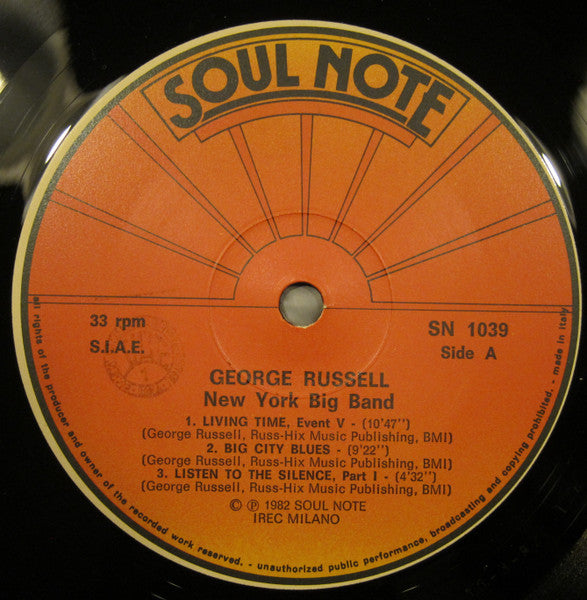 SOUL NOTE
33 rpm
S.I.A.E.
SN 1039
Side A
GEORGE RUSSELL
New York Big Band
1. LIVING TIME, Event V - (10'47'')
(George Russell, Russ-Hix Music Publishing, BMI)
2. BIG CITY BLUES - (9'22'')
(George Russell, Russ-Hix Music Publishing, BMI)
3. LISTEN TO THE SILENCE, Part I - (4'32'')
(George Russell, Russ-Hix Music Publishing, BMI)
© ℗ 1982 SOUL NOTE
IREC MILANO
all rights of the producer and owner of the recorded work reserved. - unauthorized public performance, broadcasting and copying prohibited. - made in italy